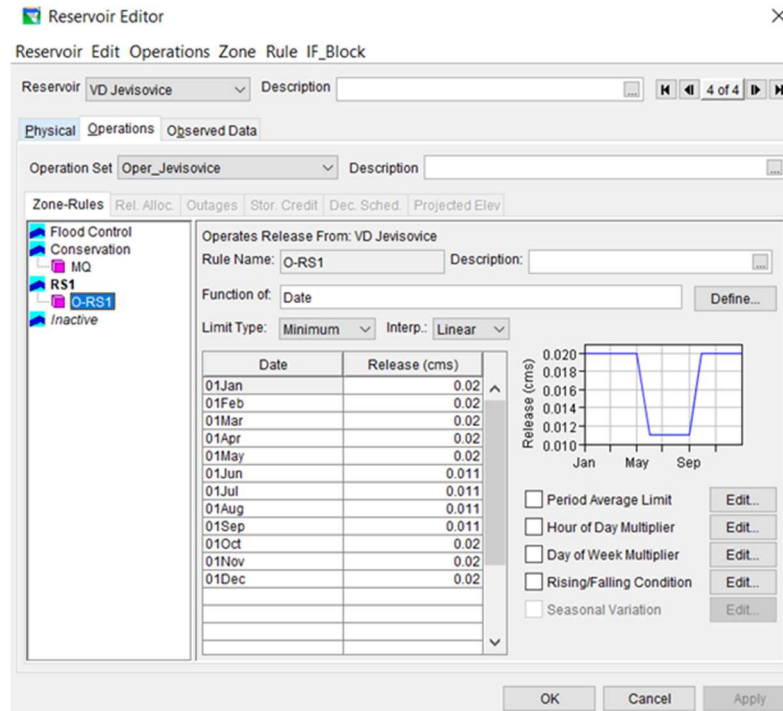 Reservoir Editor
Reservoir Edit Operations Zone Rule IF_Block
Reservoir VD Jevisovice Description ... 4 of 4
Physical Operations Observed Data
Operation Set Oper_Jevisovice Description ...
Zone-Rules Rel. Alloc. Outages Stor. Credit Dec. Sched. Projected Elev
Flood Control
Conservation
MQ
RS1
O-RS1
Inactive
Operates Release From: VD Jevisovice
Rule Name: O-RS1 Description: ...
Function of: Date Define...
Limit Type: Minimum Interp.: Linear
Date Release (cms)
01Jan 0.02
01Feb 0.02
01Mar 0.02
01Apr 0.02
01May 0.02
01Jun 0.011
01Jul 0.011
01Aug 0.011
01Sep 0.011
01Oct 0.02
01Nov 0.02
01Dec 0.02
Release (cms)
0.020
0.018
0.016
0.014
0.012
0.010
Jan May Sep
Period Average Limit Edit...
Hour of Day Multiplier Edit...
Day of Week Multiplier Edit...
Rising/Falling Condition Edit...
Seasonal Variation Edit...
OK Cancel Apply